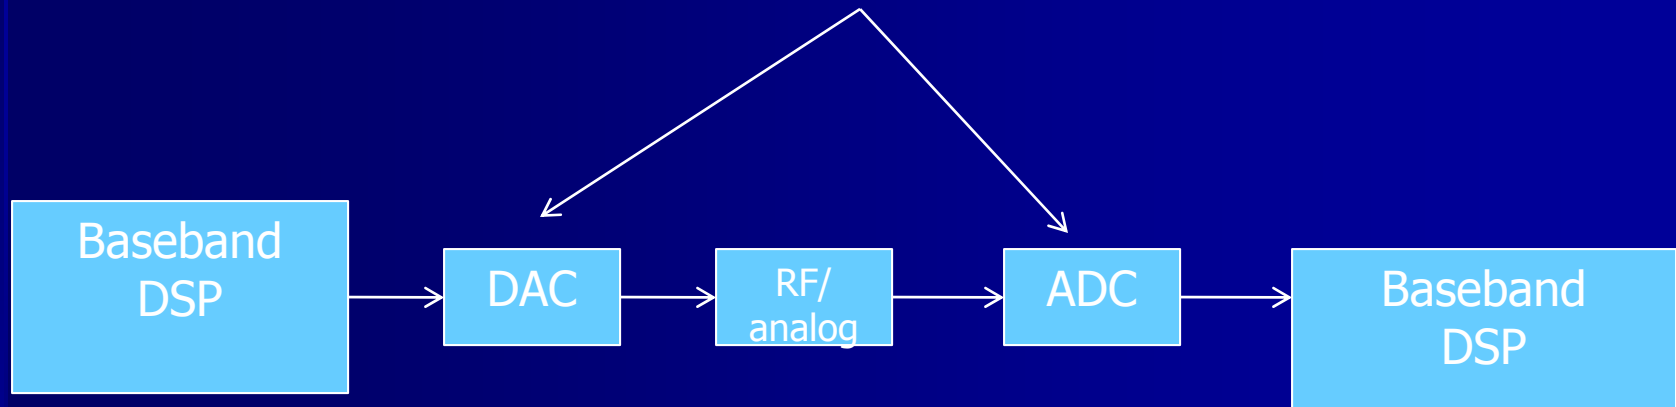 Baseband
DSP
DAC
RF/
analog
ADC
Baseband
DSP